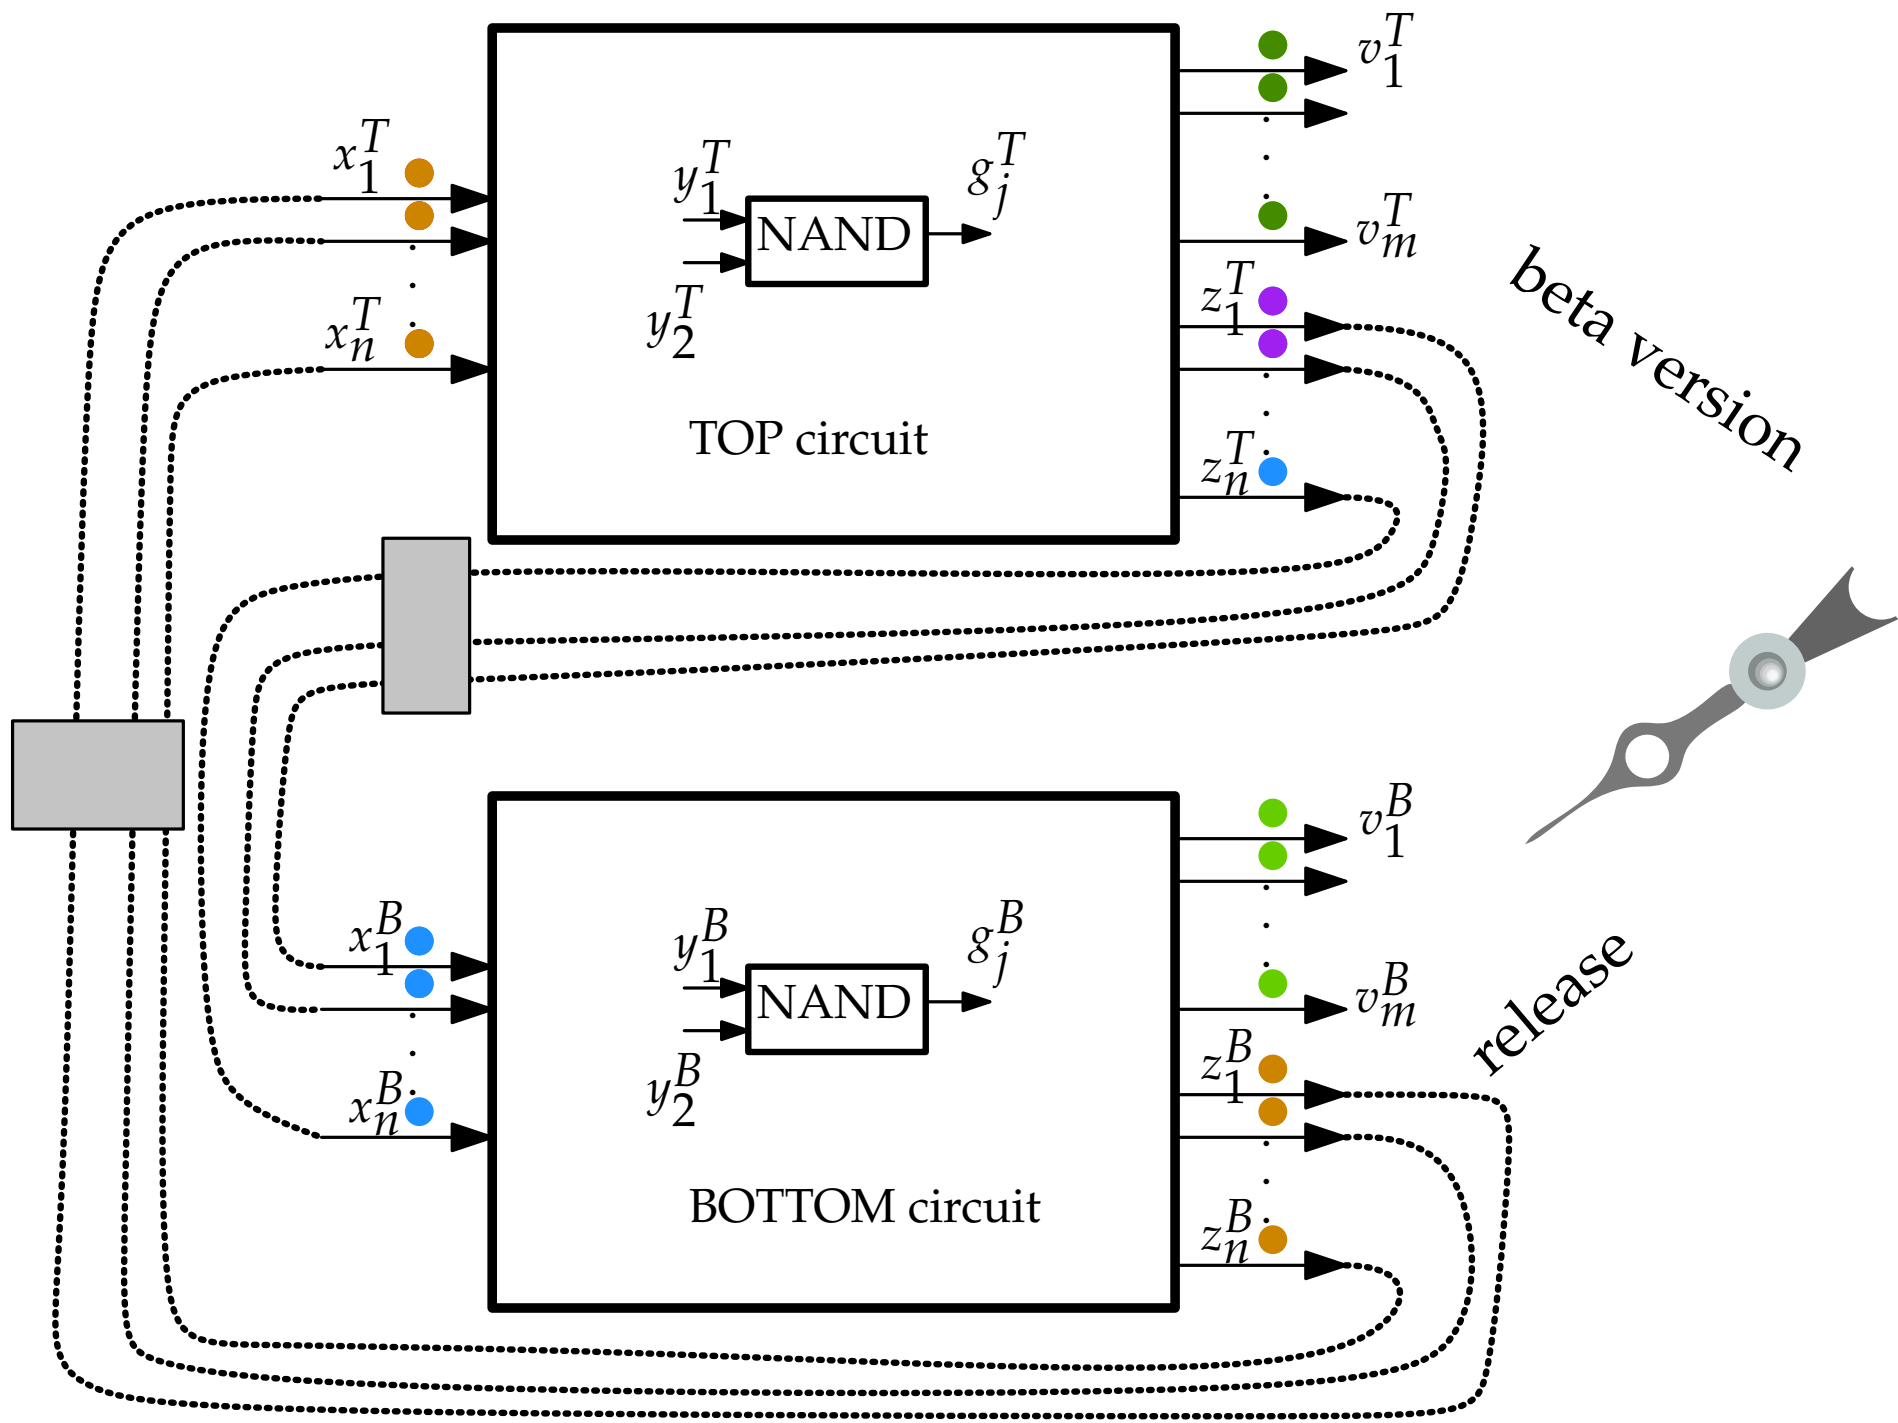 x_1^T
x_n^T
y_1^T
NAND
y_2^T
g_j^T
TOP circuit
v_1^T
v_m^T
z_1^T
z_n^T
beta version
x_1^B
x_n^B
y_1^B
NAND
y_2^B
g_j^B
BOTTOM circuit
v_1^B
v_m^B
z_1^B
z_n^B
release